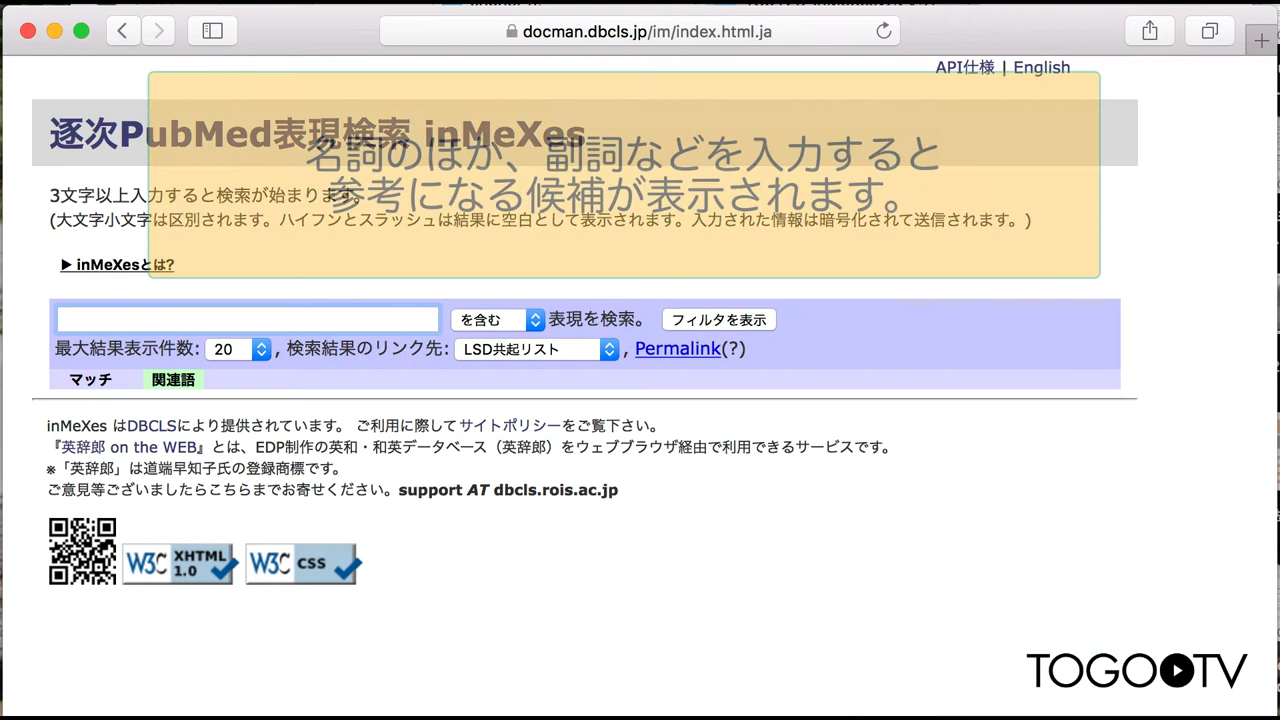 docman.dbcls.jp/im/index.html.ja
API仕様 | English
逐次PubMed表現検索 inMeXes
名詞のほか、副詞などを入力すると
参考になる候補が表示されます。
3文字以上入力すると検索が始まります。
(大文字小文字は区別されます。ハイフンとスラッシュは結果に空白として表示されます。入力された情報は暗号化されて送信されます。)
▶ inMeXesとは?
を含む 表現を検索。 フィルタを表示
最大結果表示件数: 20 , 検索結果のリンク先: LSD共起リスト , Permalink(?)
マッチ 関連語
inMeXes はDBCLSにより提供されています。 ご利用に際してサイトポリシーをご覧下さい。
『英辞郎 on the WEB』とは、EDP制作の英和・和英データベース（英辞郎）をウェブブラウザ経由で利用できるサービスです。
※「英辞郎」は道端早知子氏の登録商標です。
ご意見等ございましたらこちらまでお寄せください。support AT dbcls.rois.ac.jp
W3C XHTML 1.0
W3C css
TOGOTV